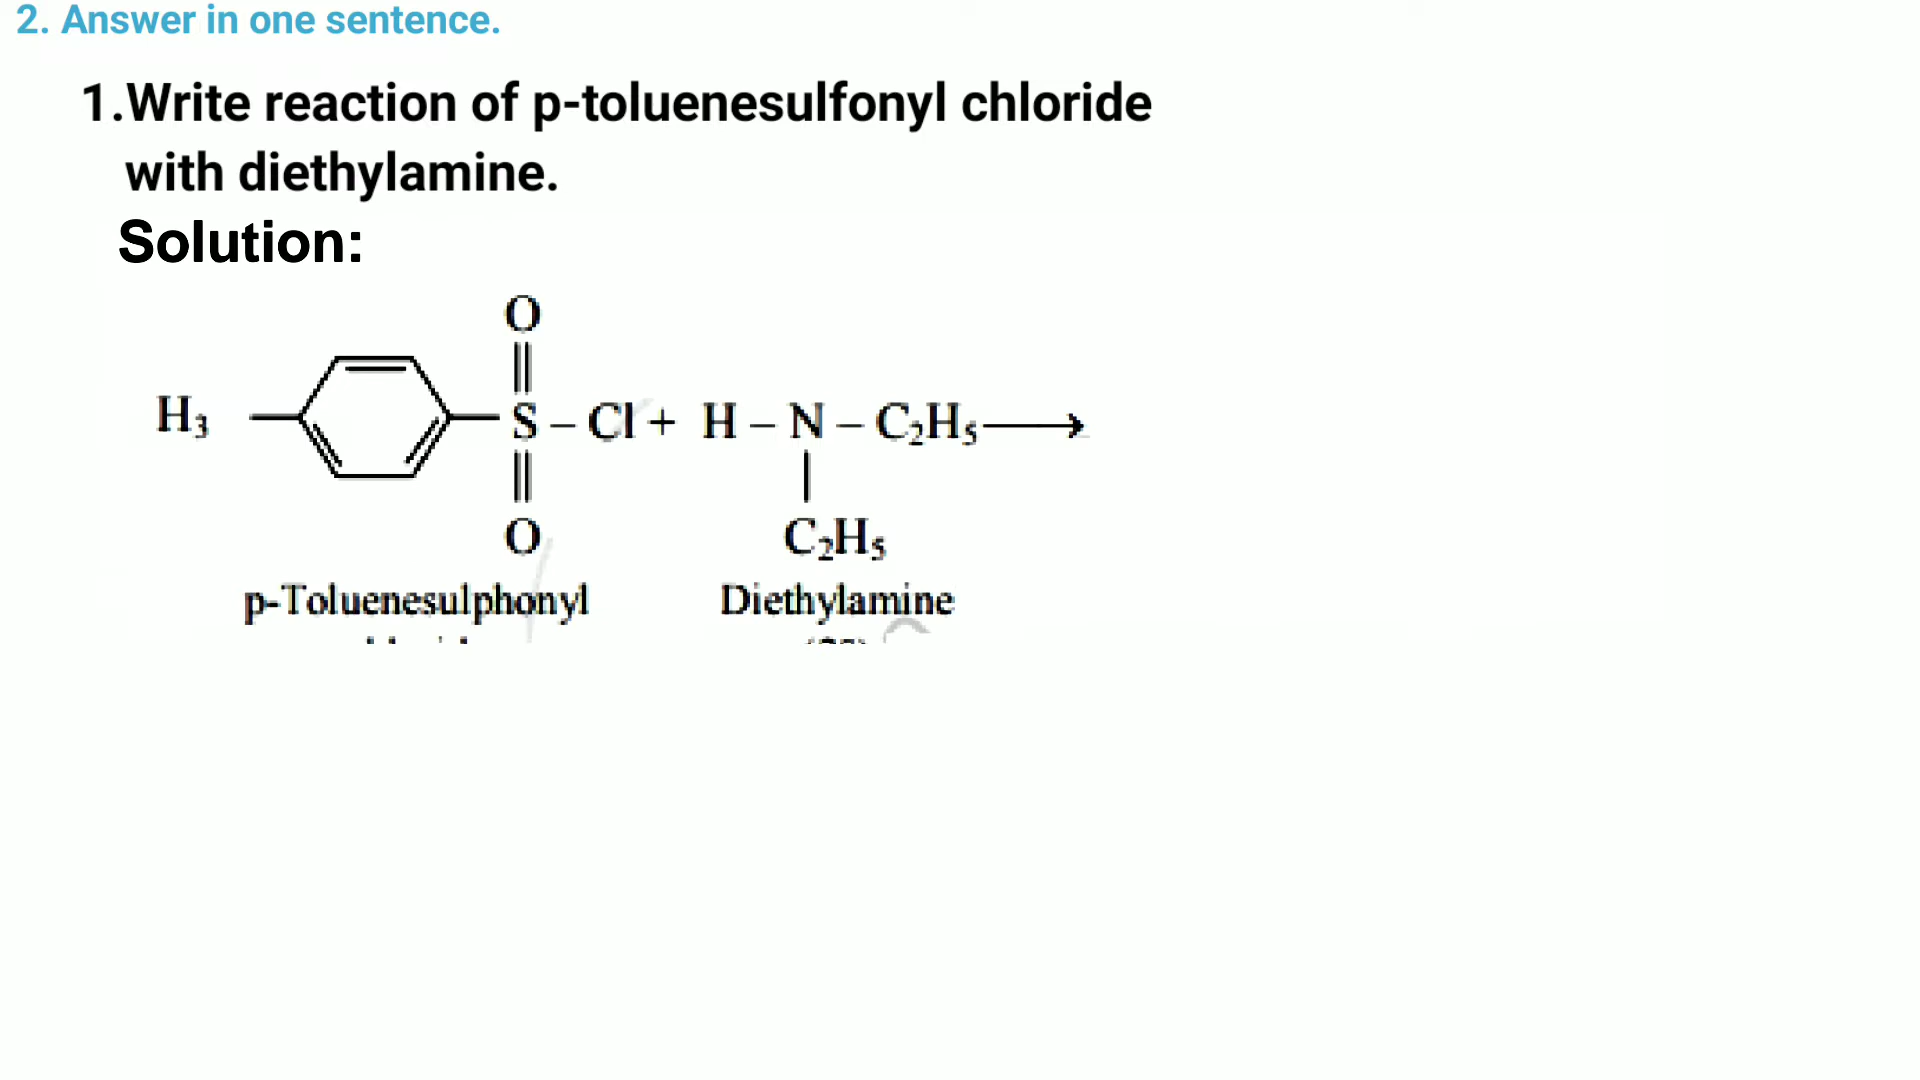 2. Answer in one sentence.
1.Write reaction of p-toluenesulfonyl chloride
with diethylamine.
Solution:
O
H₃ S – Cl + H – N – C₂H₅
O C₂H₅
p-Toluenesulphonyl Diethylamine